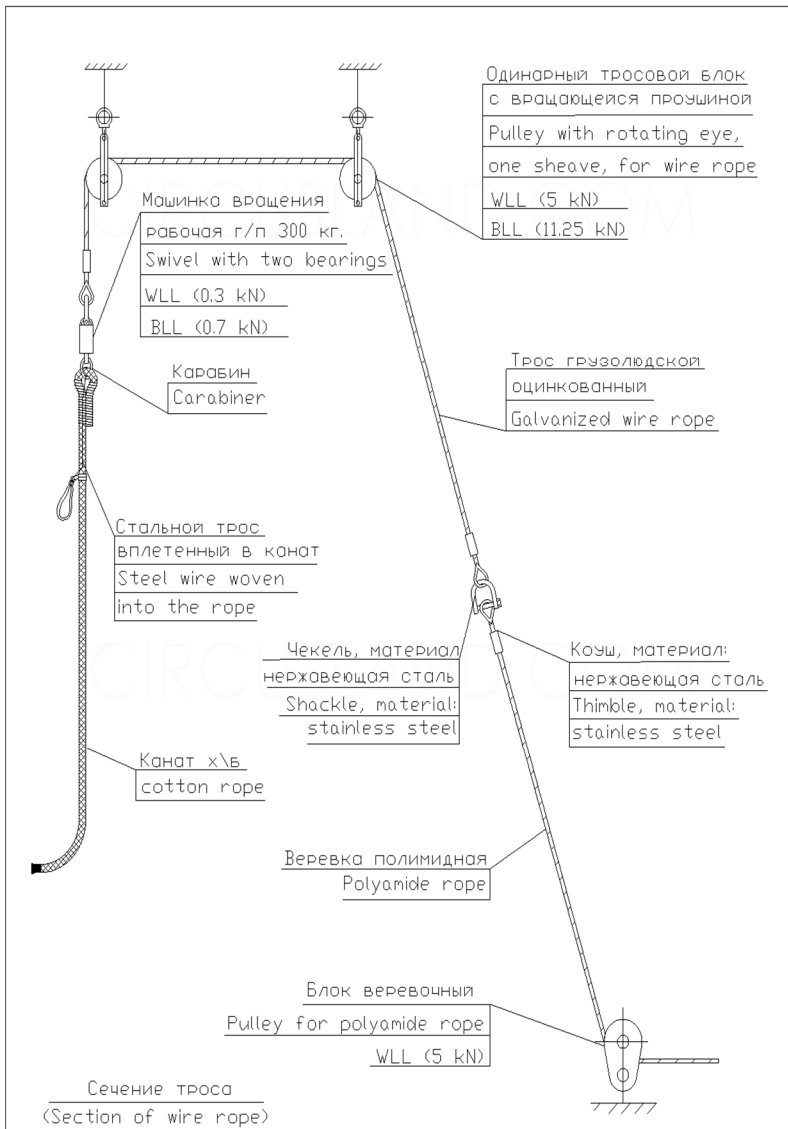 Одинарный тросовой блок
с вращающейся проушиной
Pulley with rotating eye,
one sheave, for wire rope
WLL (5 kN)
BLL (11.25 kN)
Машинка вращения
рабочая г/п 300 кг.
Swivel with two bearings
WLL (0.3 kN)
BLL (0.7 kN)
Карабин
Carabiner
Трос грузолюдской
оцинкованный
Galvanized wire rope
Стальной трос
вплетенный в канат
Steel wire woven
into the rope
Чекель, материал
нержавеющая сталь
Shackle, material:
stainless steel
Коуш, материал:
нержавеющая сталь
Thimble, material:
stainless steel
Канат х\б
cotton rope
Веревка полимидная
Polyamide rope
Блок веревочный
Pulley for polyamide rope
WLL (5 kN)
Сечение троса
(Section of wire rope)
CIRCUSLAND.COM
CIRCUSLAND.COM